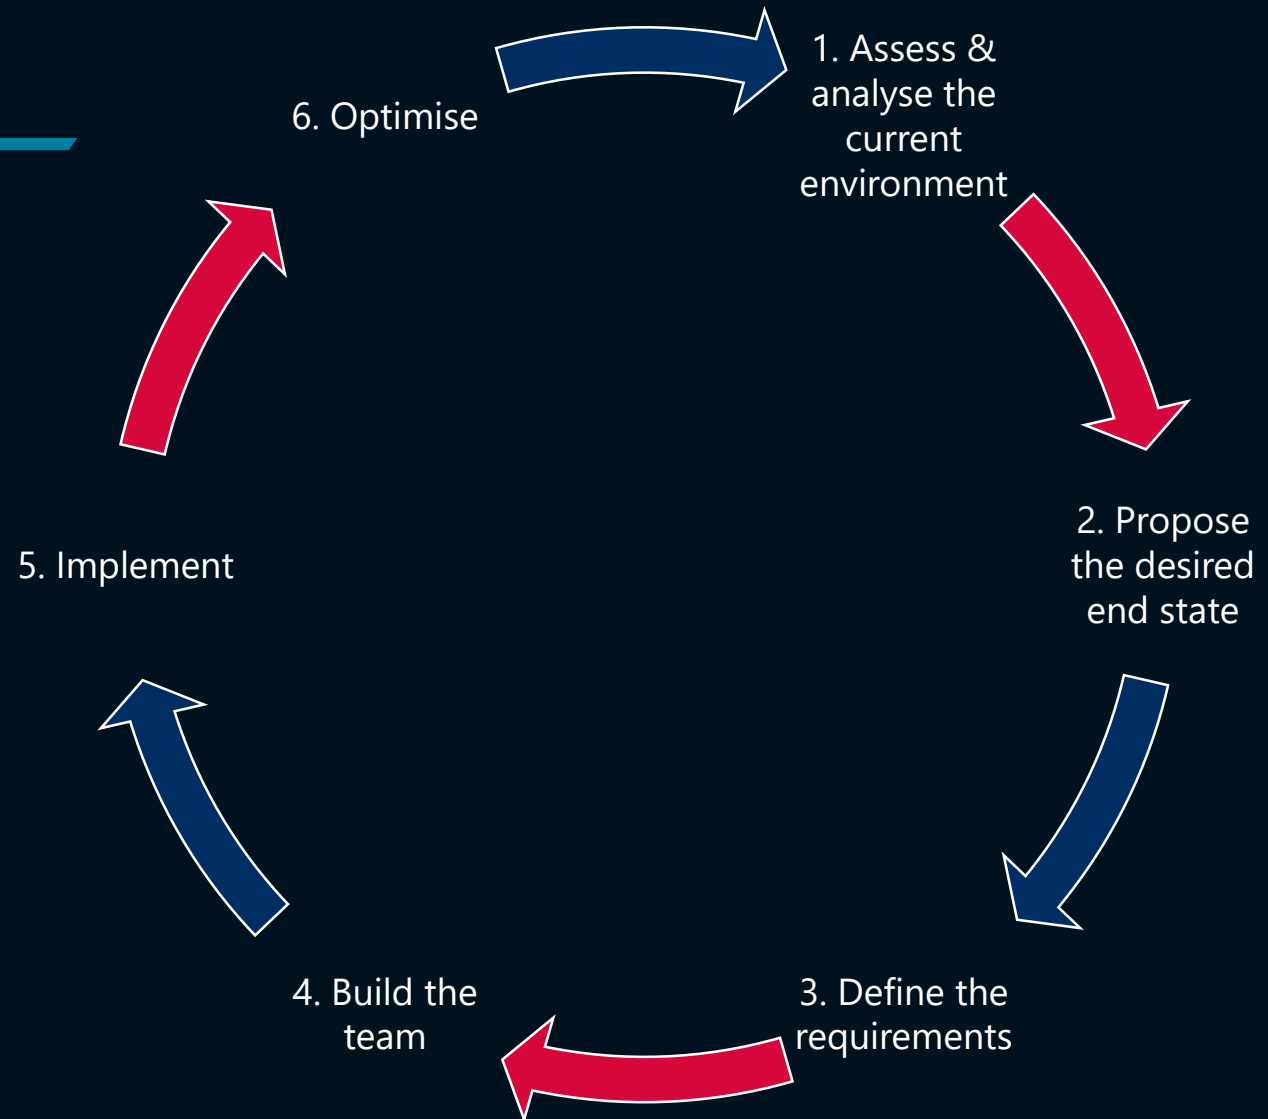 1. Assess &
analyse the
current
environment
2. Propose
the desired
end state
3. Define the
requirements
4. Build the
team
5. Implement
6. Optimise